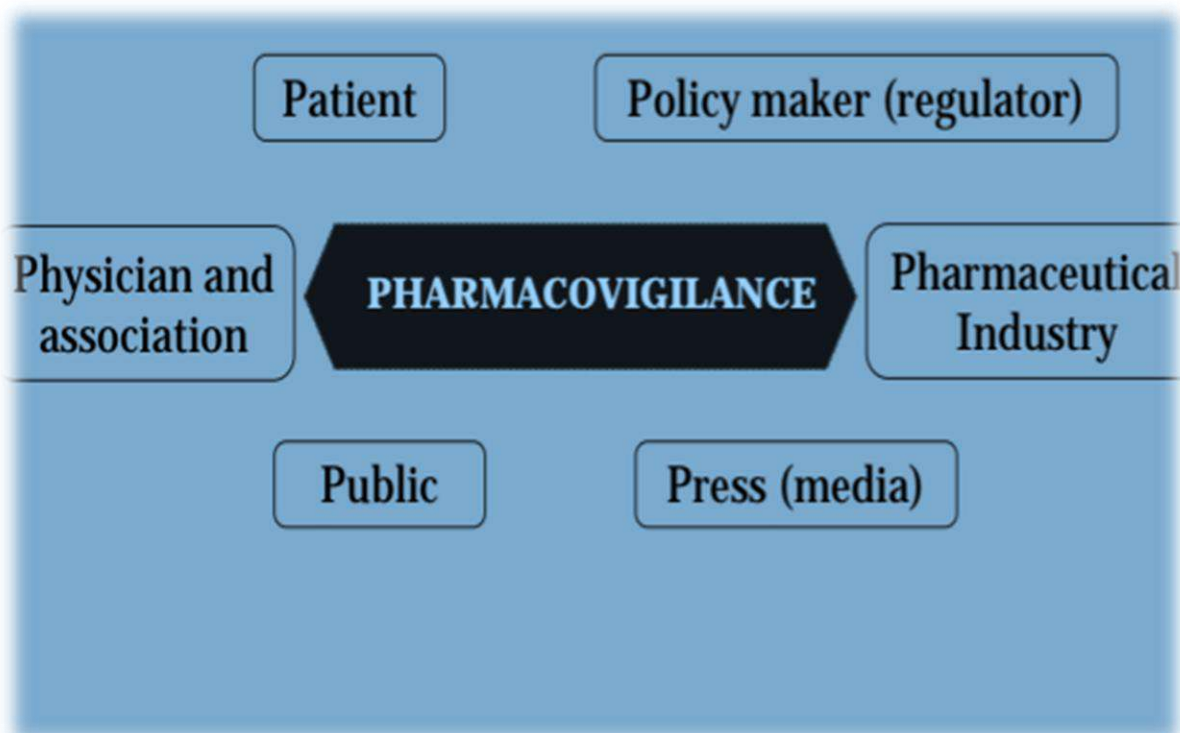 Patient
Policy maker (regulator)
Physician and
association
PHARMACOVIGILANCE
Pharmaceutical
Industry
Public
Press (media)